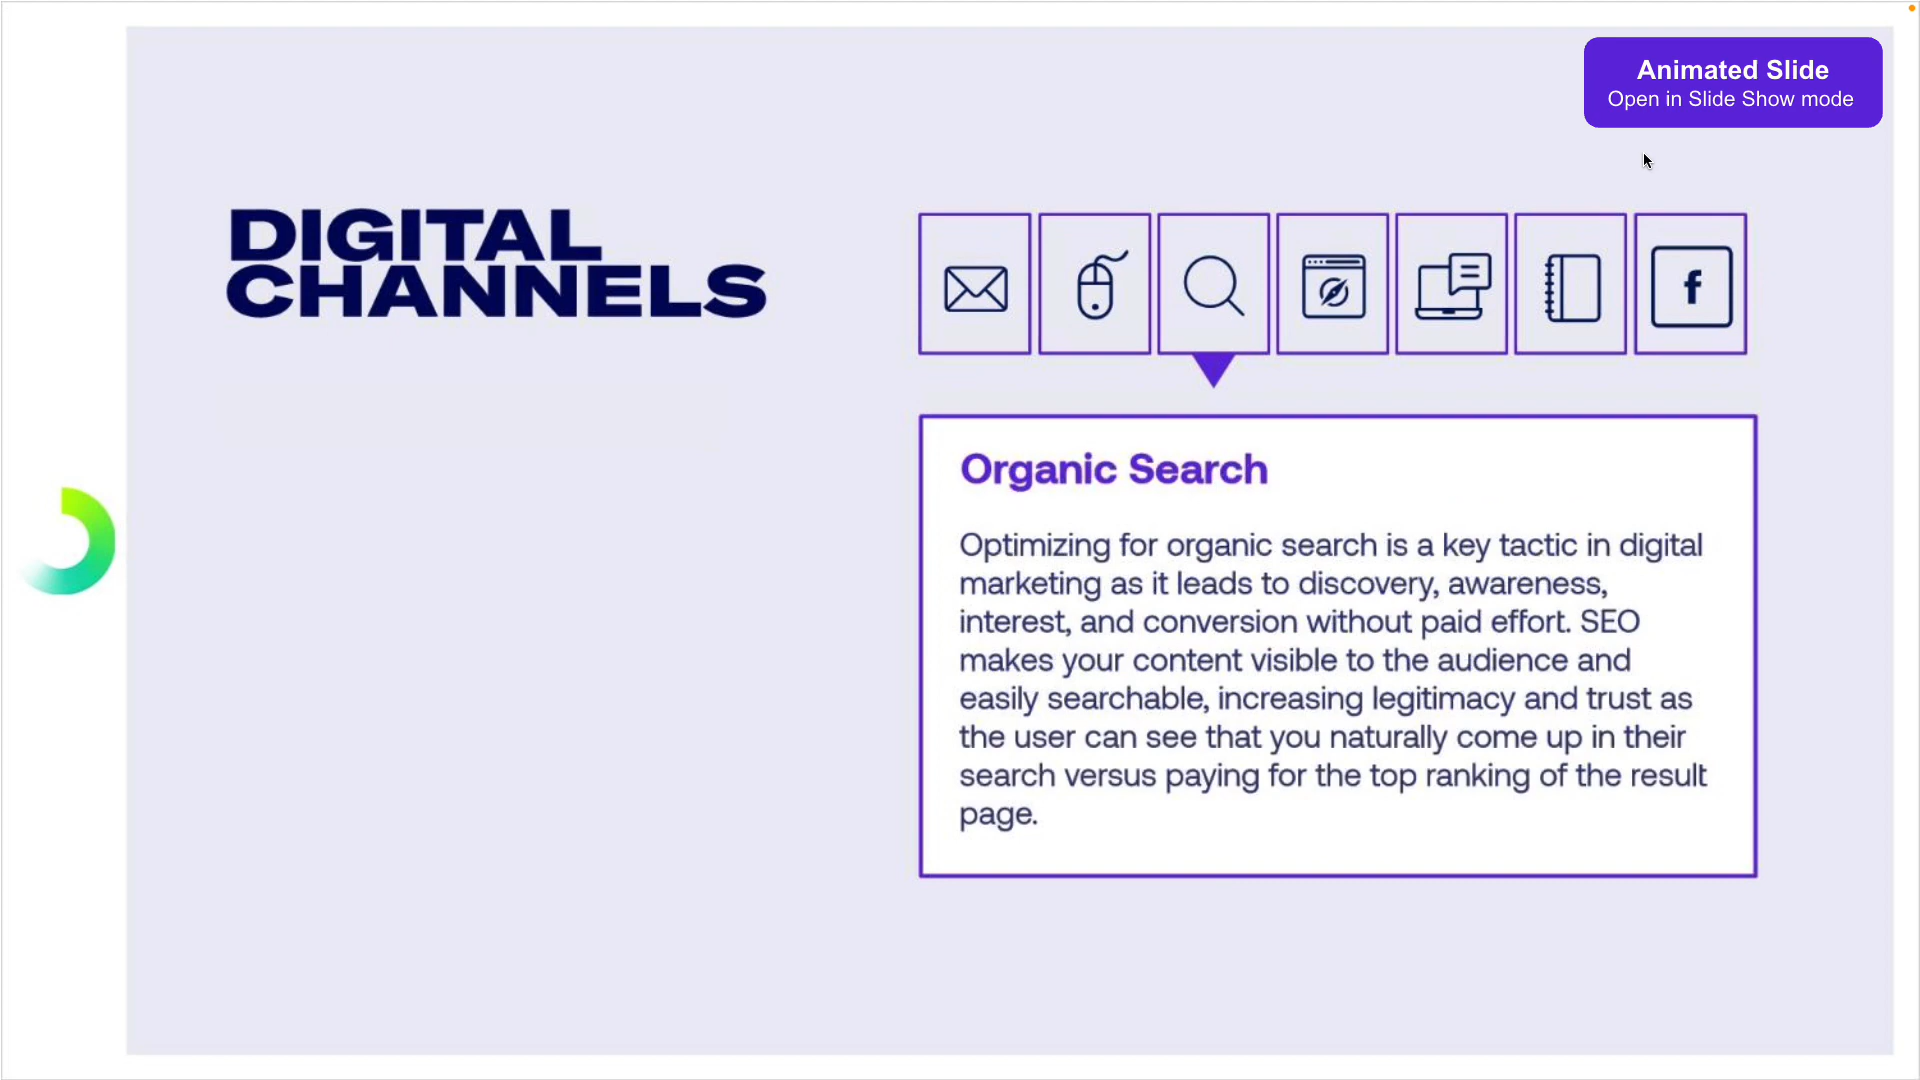 Animated Slide
Open in Slide Show mode
DIGITAL
CHANNELS
f
Organic Search
Optimizing for organic search is a key tactic in digital
marketing as it leads to discovery, awareness,
interest, and conversion without paid effort. SEO
makes your content visible to the audience and
easily searchable, increasing legitimacy and trust as
the user can see that you naturally come up in their
search versus paying for the top ranking of the result
page.